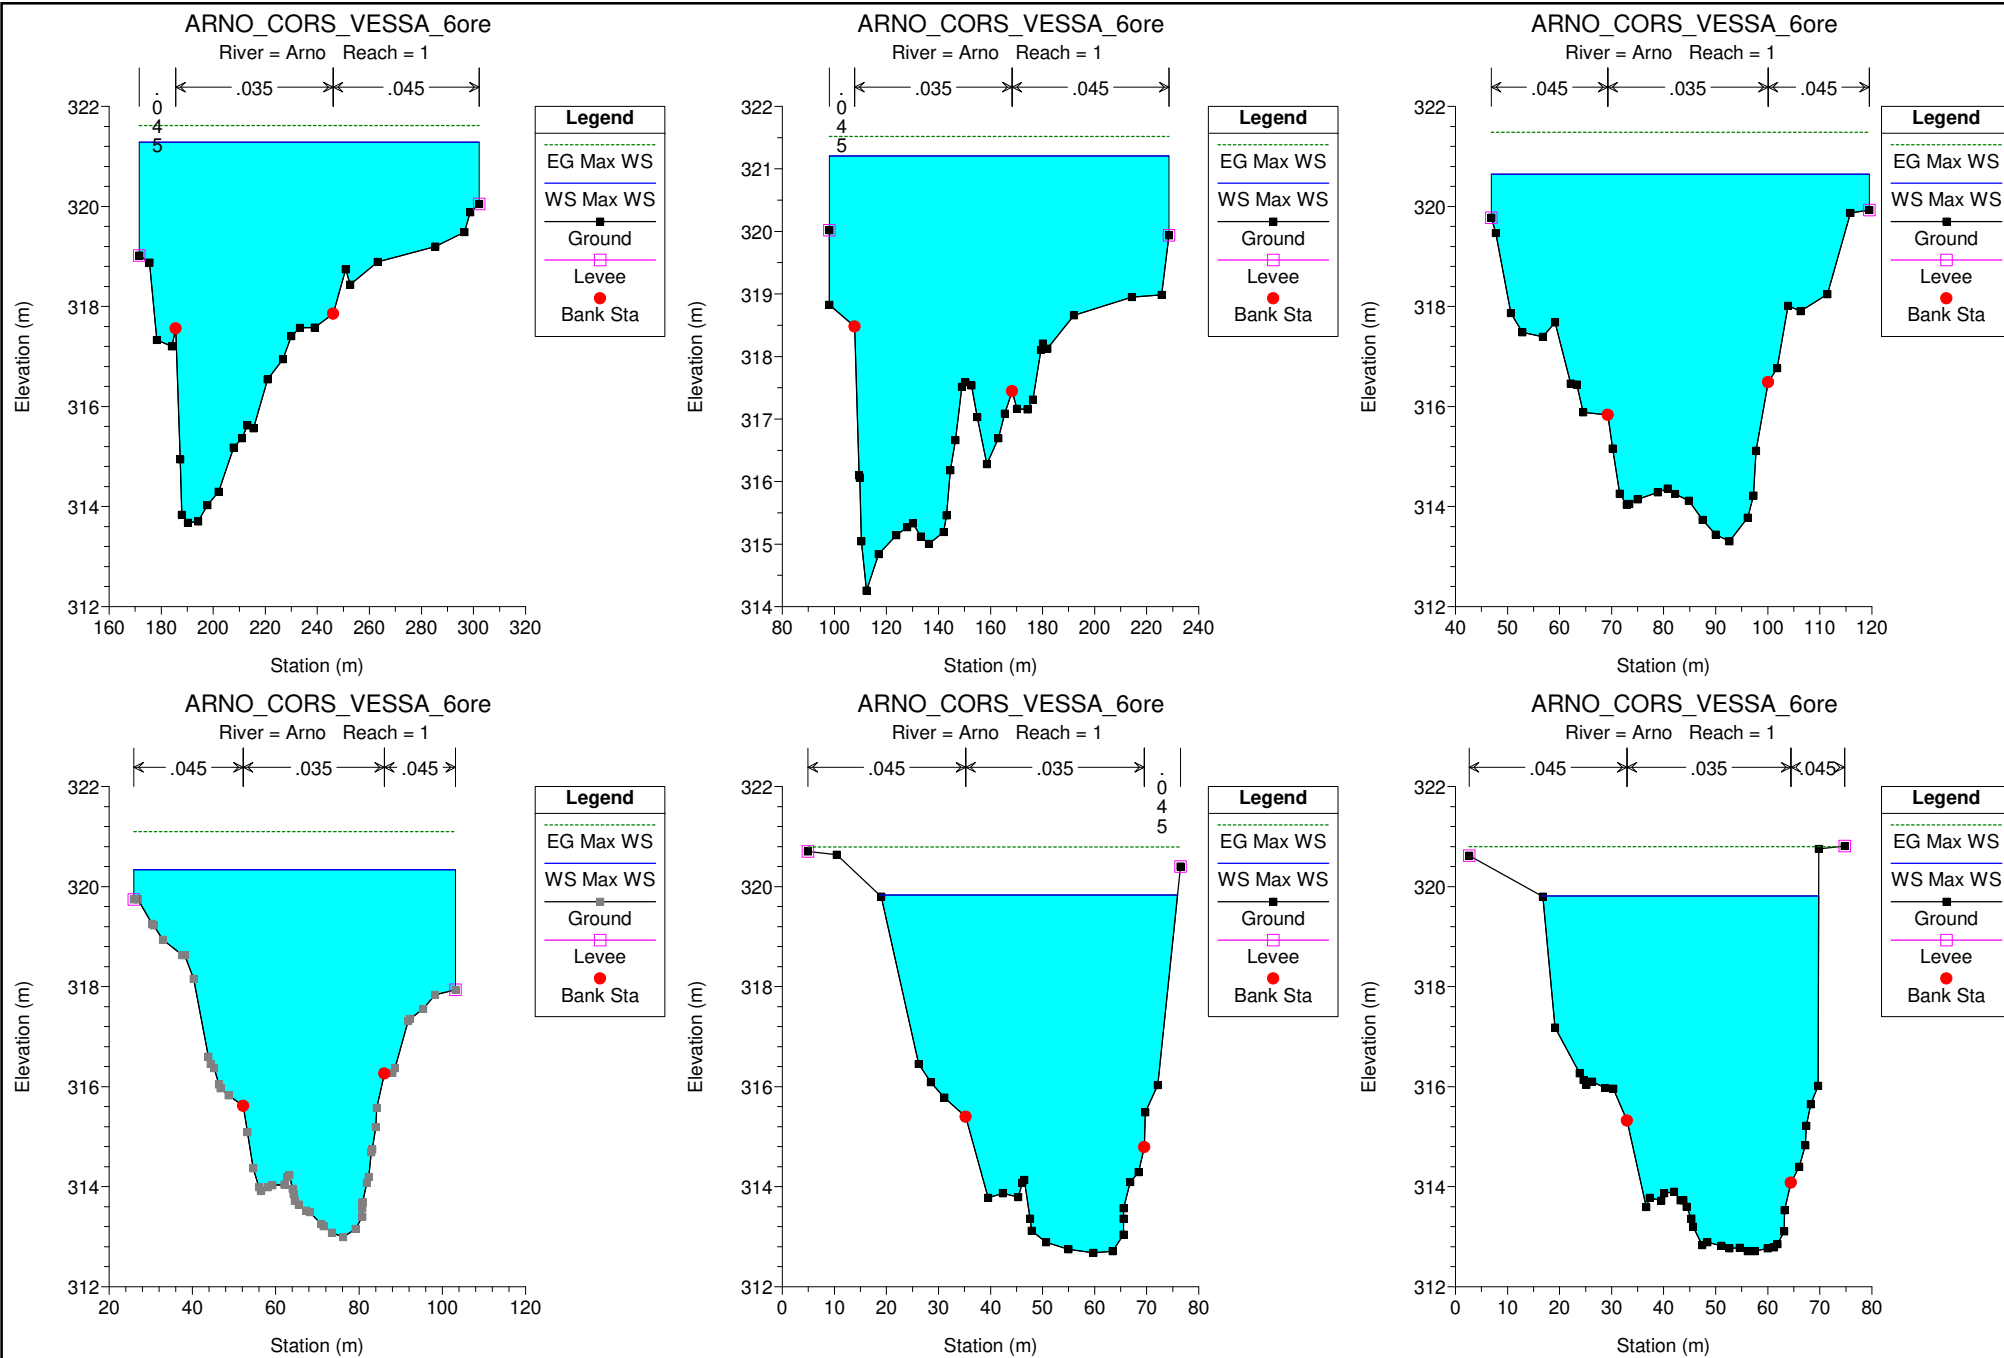 ARNO_CORS_VESSA_6ore
River = Arno Reach = 1
.045 .035 .045
Legend
EG Max WS
WS Max WS
Ground
Levee
Bank Sta
Elevation (m)
322
320
318
316
314
312
160 180 200 220 240 260 280 300 320
Station (m)
ARNO_CORS_VESSA_6ore
River = Arno Reach = 1
.045 .035 .045
Legend
EG Max WS
WS Max WS
Ground
Levee
Bank Sta
Elevation (m)
322
321
320
319
318
317
316
315
314
80 100 120 140 160 180 200 220 240
Station (m)
ARNO_CORS_VESSA_6ore
River = Arno Reach = 1
.045 .035 .045
Legend
EG Max WS
WS Max WS
Ground
Levee
Bank Sta
Elevation (m)
322
320
318
316
314
312
40 50 60 70 80 90 100 110 120
Station (m)
ARNO_CORS_VESSA_6ore
River = Arno Reach = 1
.045 .035 .045
Legend
EG Max WS
WS Max WS
Ground
Levee
Bank Sta
Elevation (m)
322
320
318
316
314
312
20 40 60 80 100 120
Station (m)
ARNO_CORS_VESSA_6ore
River = Arno Reach = 1
.045 .035 .045
Legend
EG Max WS
WS Max WS
Ground
Levee
Bank Sta
Elevation (m)
322
320
318
316
314
312
0 10 20 30 40 50 60 70 80
Station (m)
ARNO_CORS_VESSA_6ore
River = Arno Reach = 1
.045 .035 .045
Legend
EG Max WS
WS Max WS
Ground
Levee
Bank Sta
Elevation (m)
322
320
318
316
314
312
0 10 20 30 40 50 60 70 80
Station (m)